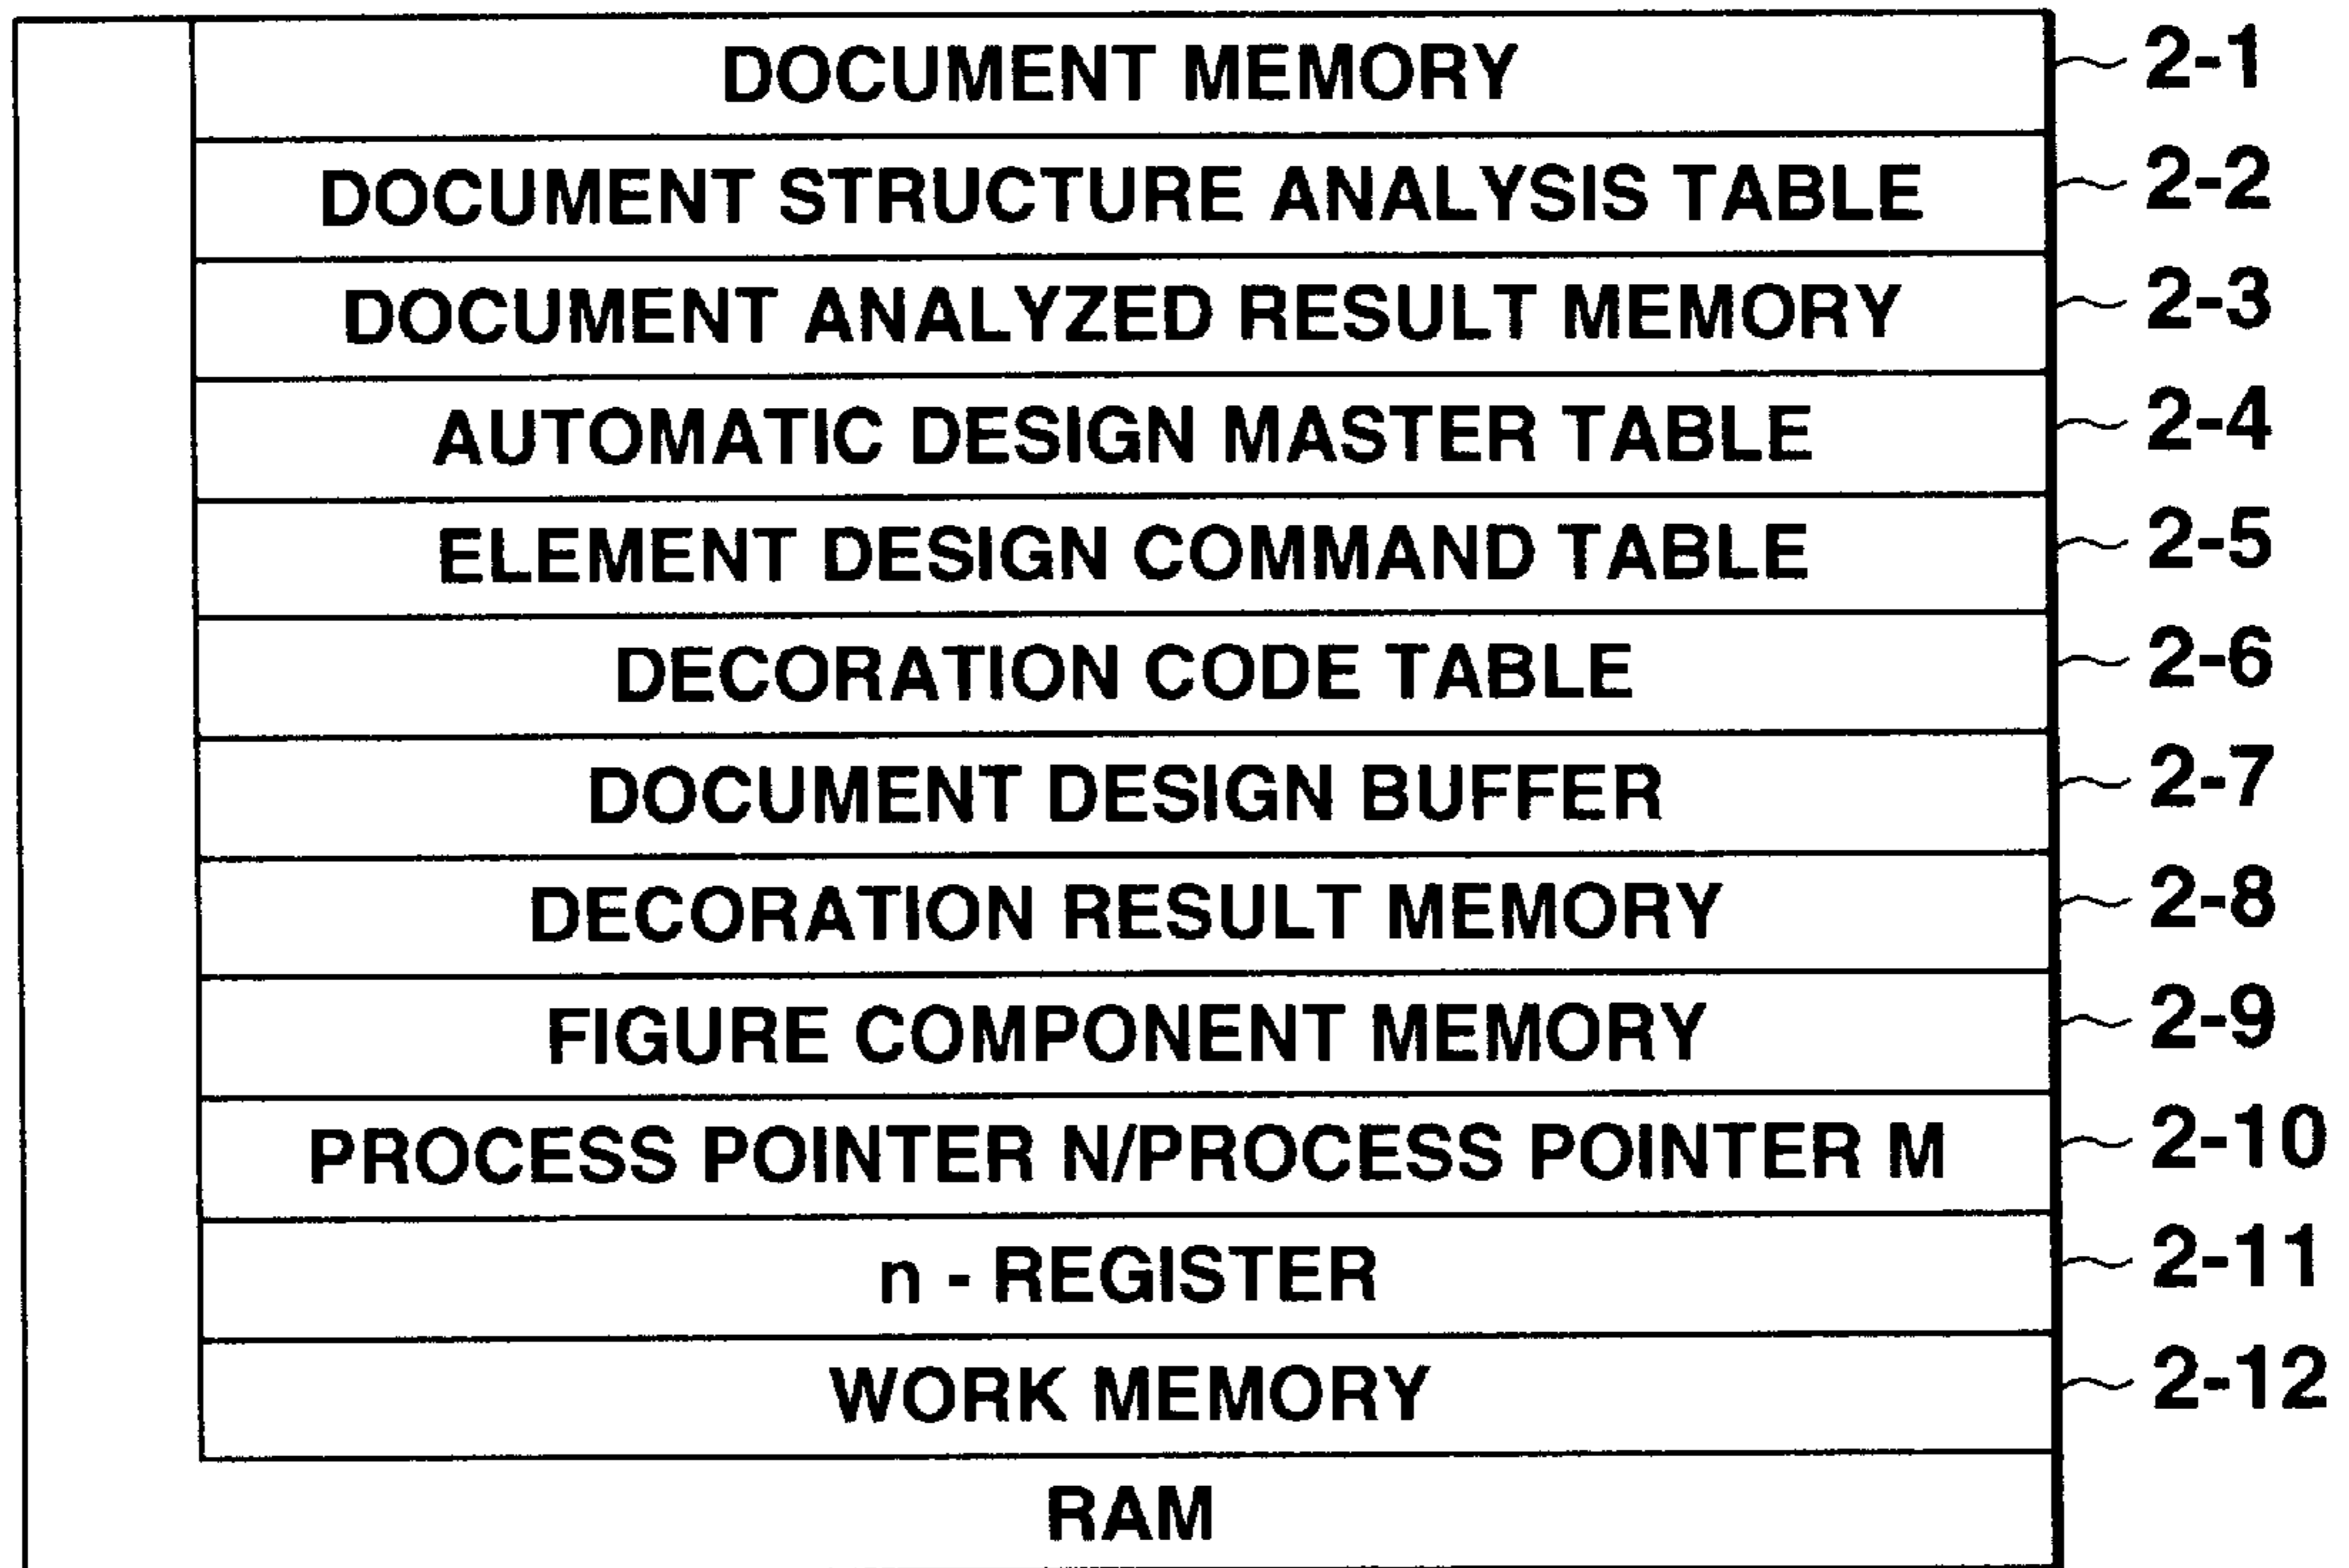 DOCUMENT MEMORY 2-1
DOCUMENT STRUCTURE ANALYSIS TABLE 2-2
DOCUMENT ANALYZED RESULT MEMORY 2-3
AUTOMATIC DESIGN MASTER TABLE 2-4
ELEMENT DESIGN COMMAND TABLE 2-5
DECORATION CODE TABLE 2-6
DOCUMENT DESIGN BUFFER 2-7
DECORATION RESULT MEMORY 2-8
FIGURE COMPONENT MEMORY 2-9
PROCESS POINTER N/PROCESS POINTER M 2-10
n - REGISTER 2-11
WORK MEMORY 2-12
RAM